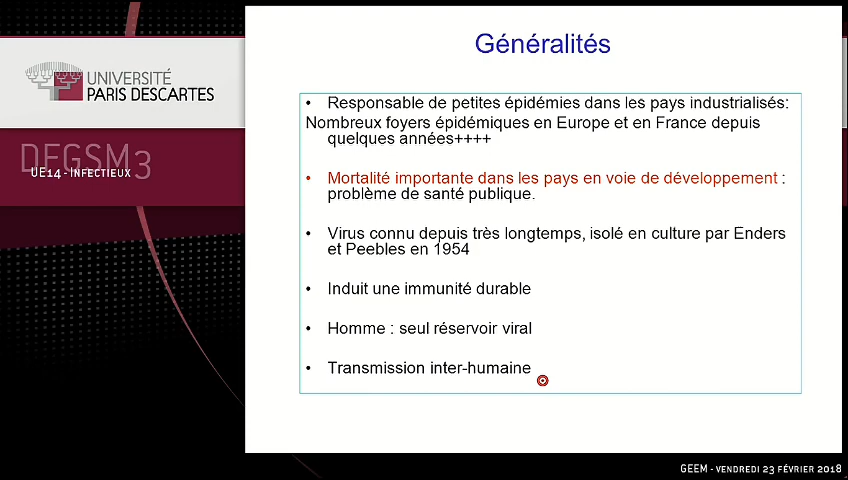 Généralités
UNIVERSITÉ
PARIS DESCARTES
DFGSM3
UE14 - Infectieux
• Responsable de petites épidémies dans les pays industrialisés:
Nombreux foyers épidémiques en Europe et en France depuis
quelques années++++
• Mortalité importante dans les pays en voie de développement :
problème de santé publique.
• Virus connu depuis très longtemps, isolé en culture par Enders
et Peebles en 1954
• Induit une immunité durable
• Homme : seul réservoir viral
• Transmission inter-humaine
GEEM - VENDREDI 23 FÉVRIER 2018